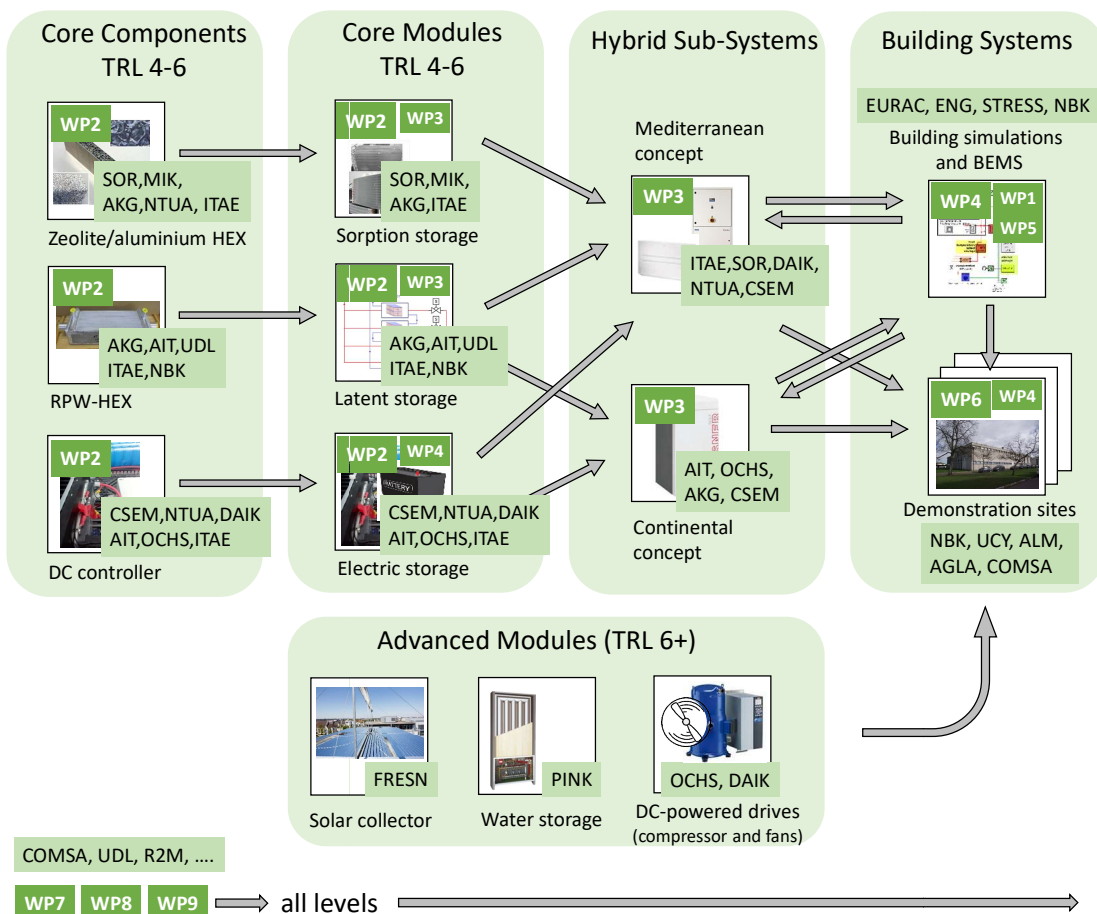 Core Components
TRL 4-6
WP2
SOR,MIK,
AKG,NTUA, ITAE
Zeolite/aluminium HEX
WP2
AKG,AIT,UDL
ITAE,NBK
RPW-HEX
WP2
CSEM,NTUA,DAIK
AIT,OCHS,ITAE
DC controller
Core Modules
TRL 4-6
WP2 WP3
SOR,MIK,
AKG,ITAE
Sorption storage
WP2 WP3
AKG,AIT,UDL
ITAE,NBK
Latent storage
WP2 WP4
BATTERY
CSEM,NTUA,DAIK
AIT,OCHS,ITAE
Electric storage
Hybrid Sub-Systems
Mediterranean
concept
WP3
ITAE,SOR,DAIK,
NTUA,CSEM
WP3
AIT, OCHS,
AKG, CSEM
Continental
concept
Building Systems
EURAC, ENG, STRESS, NBK
Building simulations
and BEMS
WP4 WP1
WP5
WP6 WP4
Demonstration sites
NBK, UCY, ALM,
AGLA, COMSA
Advanced Modules (TRL 6+)
FRESN
Solar collector
PINK
Water storage
OCHS, DAIK
DC-powered drives
(compressor and fans)
COMSA, UDL, R2M, ....
WP7 WP8 WP9 all levels